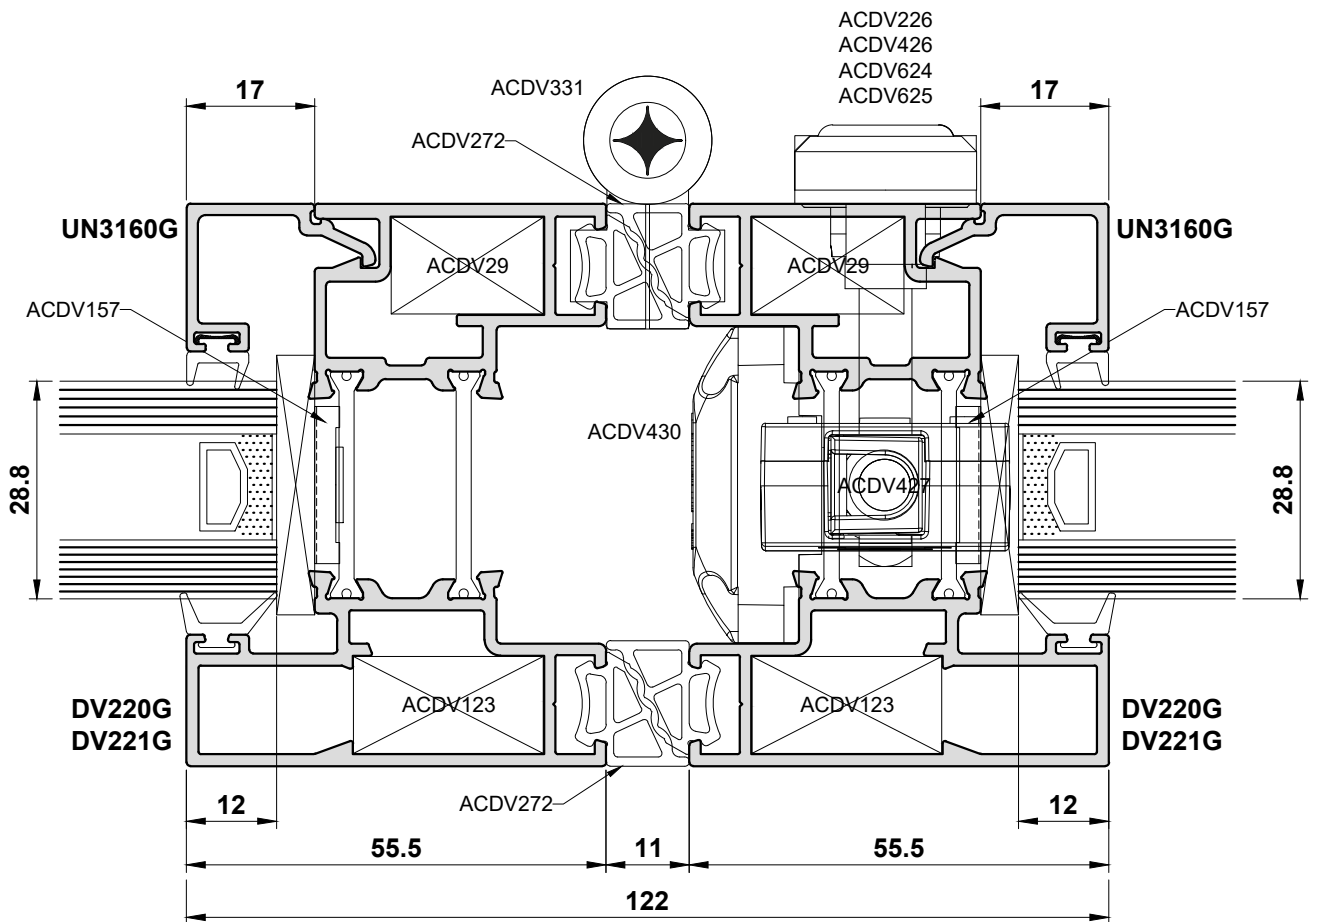 ACDV226
ACDV426
ACDV624
ACDV625
17
ACDV331
17
ACDV272
UN3160G
UN3160G
ACDV29
ACDV29
ACDV157
ACDV157
ACDV430
28.8
ACDV427
28.8
DV220G
DV221G
ACDV123
ACDV123
DV220G
DV221G
12
ACDV272
12
55.5
11
55.5
122